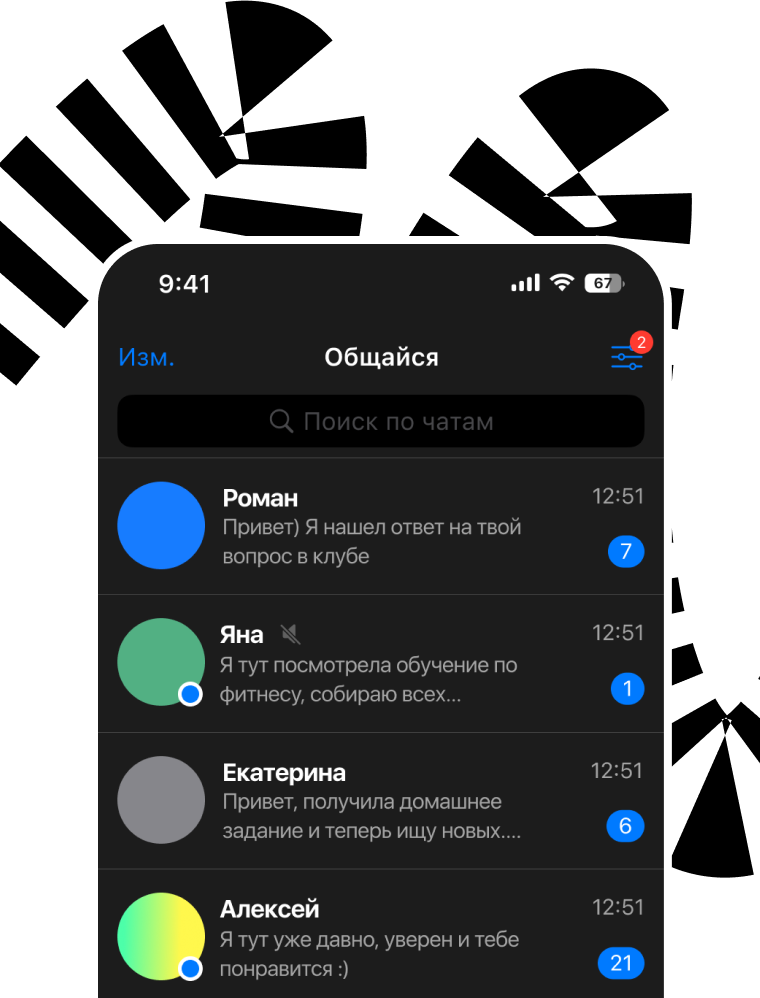 9:41
67
Изм.
Общайся
2
Поиск по чатам
Роман
12:51
Привет) Я нашел ответ на твой
вопрос в клубе
7
Яна
12:51
Я тут посмотрела обучение по
фитнесу, собираю всех...
1
Екатерина
12:51
Привет, получила домашнее
задание и теперь ищу новых....
6
Алексей
12:51
Я тут уже давно, уверен и тебе
понравится :)
21